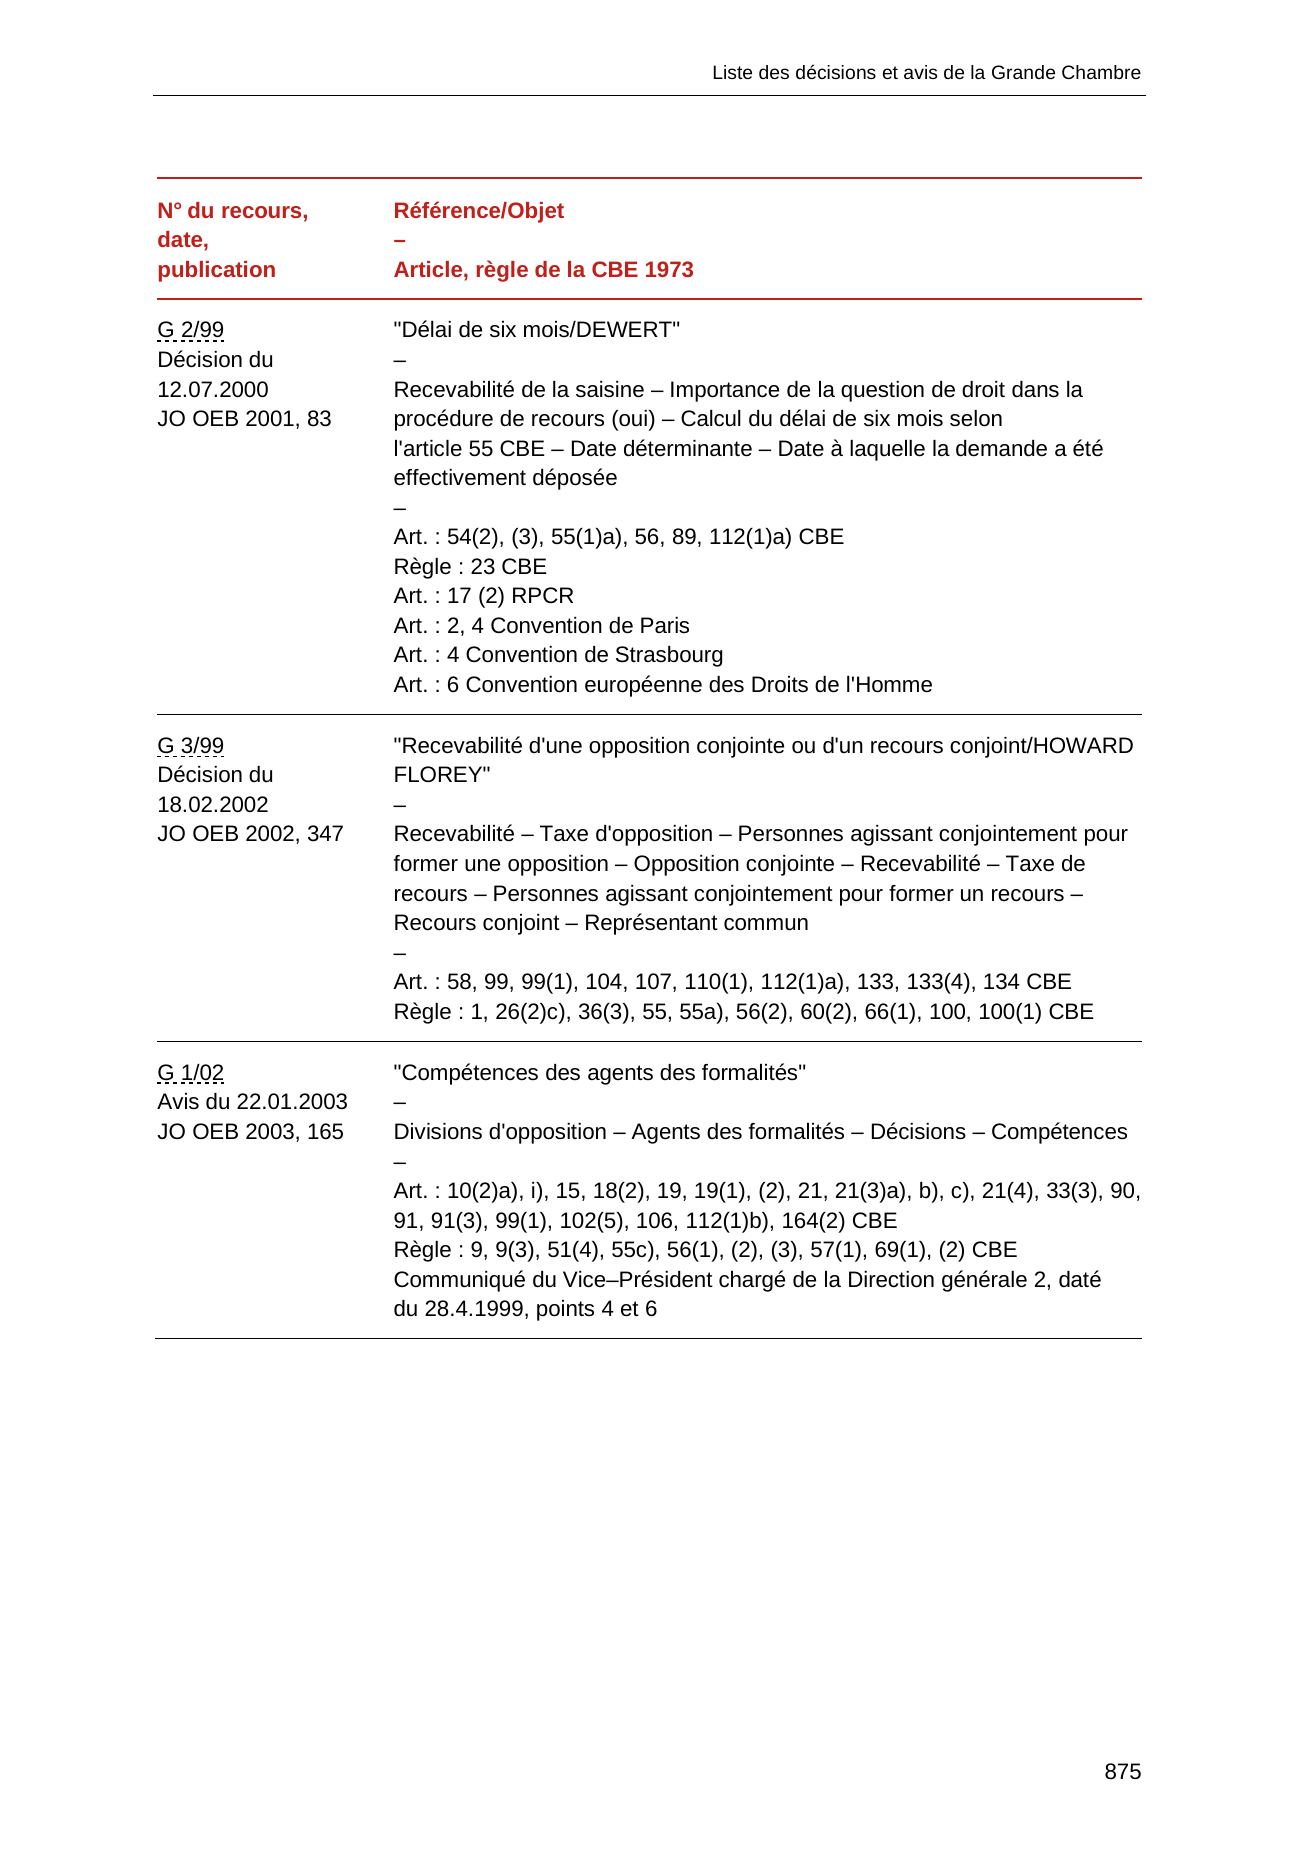 Liste des décisions et avis de la Grande Chambre
N° du recours,
date,
publication
Référence/Objet
–
Article, règle de la CBE 1973
G 2/99
Décision du
12.07.2000
JO OEB 2001, 83
"Délai de six mois/DEWERT"
–
Recevabilité de la saisine – Importance de la question de droit dans la
procédure de recours (oui) – Calcul du délai de six mois selon
l'article 55 CBE – Date déterminante – Date à laquelle la demande a été
effectivement déposée
–
Art. : 54(2), (3), 55(1)a), 56, 89, 112(1)a) CBE
Règle : 23 CBE
Art. : 17 (2) RPCR
Art. : 2, 4 Convention de Paris
Art. : 4 Convention de Strasbourg
Art. : 6 Convention européenne des Droits de l'Homme
G 3/99
Décision du
18.02.2002
JO OEB 2002, 347
"Recevabilité d'une opposition conjointe ou d'un recours conjoint/HOWARD
FLOREY"
–
Recevabilité – Taxe d'opposition – Personnes agissant conjointement pour
former une opposition – Opposition conjointe – Recevabilité – Taxe de
recours – Personnes agissant conjointement pour former un recours –
Recours conjoint – Représentant commun
–
Art. : 58, 99, 99(1), 104, 107, 110(1), 112(1)a), 133, 133(4), 134 CBE
Règle : 1, 26(2)c), 36(3), 55, 55a), 56(2), 60(2), 66(1), 100, 100(1) CBE
G 1/02
Avis du 22.01.2003
JO OEB 2003, 165
"Compétences des agents des formalités"
–
Divisions d'opposition – Agents des formalités – Décisions – Compétences
–
Art. : 10(2)a), i), 15, 18(2), 19, 19(1), (2), 21, 21(3)a), b), c), 21(4), 33(3), 90,
91, 91(3), 99(1), 102(5), 106, 112(1)b), 164(2) CBE
Règle : 9, 9(3), 51(4), 55c), 56(1), (2), (3), 57(1), 69(1), (2) CBE
Communiqué du Vice–Président chargé de la Direction générale 2, daté
du 28.4.1999, points 4 et 6
875